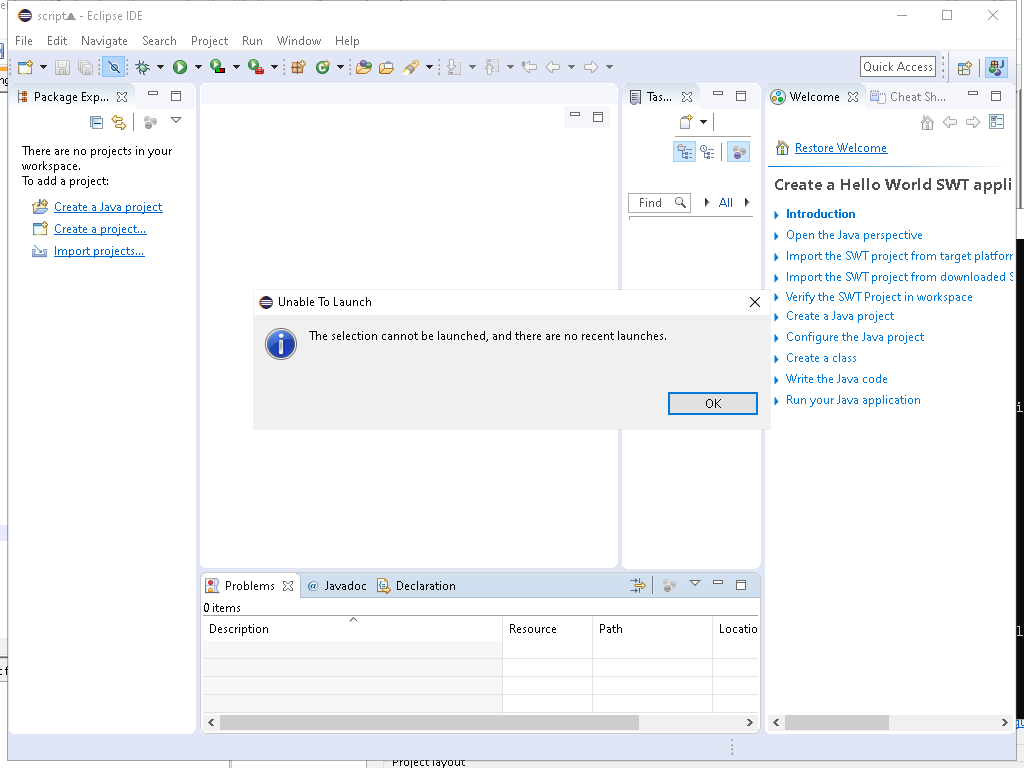 script - Eclipse IDE
File Edit Navigate Search Project Run Window Help
Quick Access
Package Exp...
Tas...
Welcome
Cheat Sh...
There are no projects in your
workspace.
To add a project:
Create a Java project
Create a project...
Import projects...
Find
All
Restore Welcome
Create a Hello World SWT appli
Introduction
Open the Java perspective
Import the SWT project from target platforn
Import the SWT project from downloaded S
Verify the SWT Project in workspace
Create a Java project
Configure the Java project
Create a class
Write the Java code
Run your Java application
Unable To Launch
The selection cannot be launched, and there are no recent launches.
OK
Problems
@ Javadoc
Declaration
0 items
Description Resource Path Locatio
Project layout